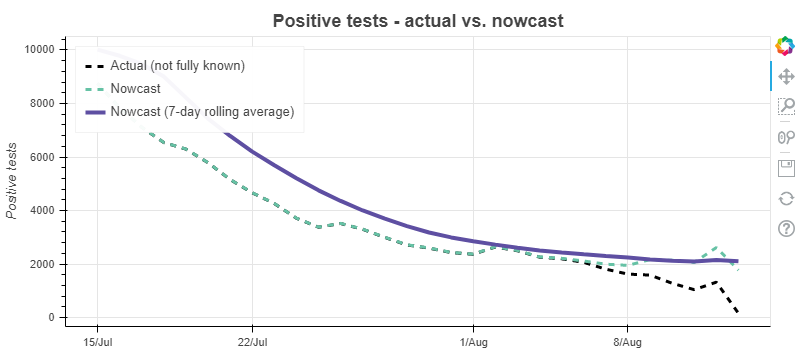 Positive tests - actual vs. nowcast
10000
8000
6000
4000
2000
0
Positive tests
Actual (not fully known)
Nowcast
Nowcast (7-day rolling average)
15/Jul
22/Jul
1/Aug
8/Aug